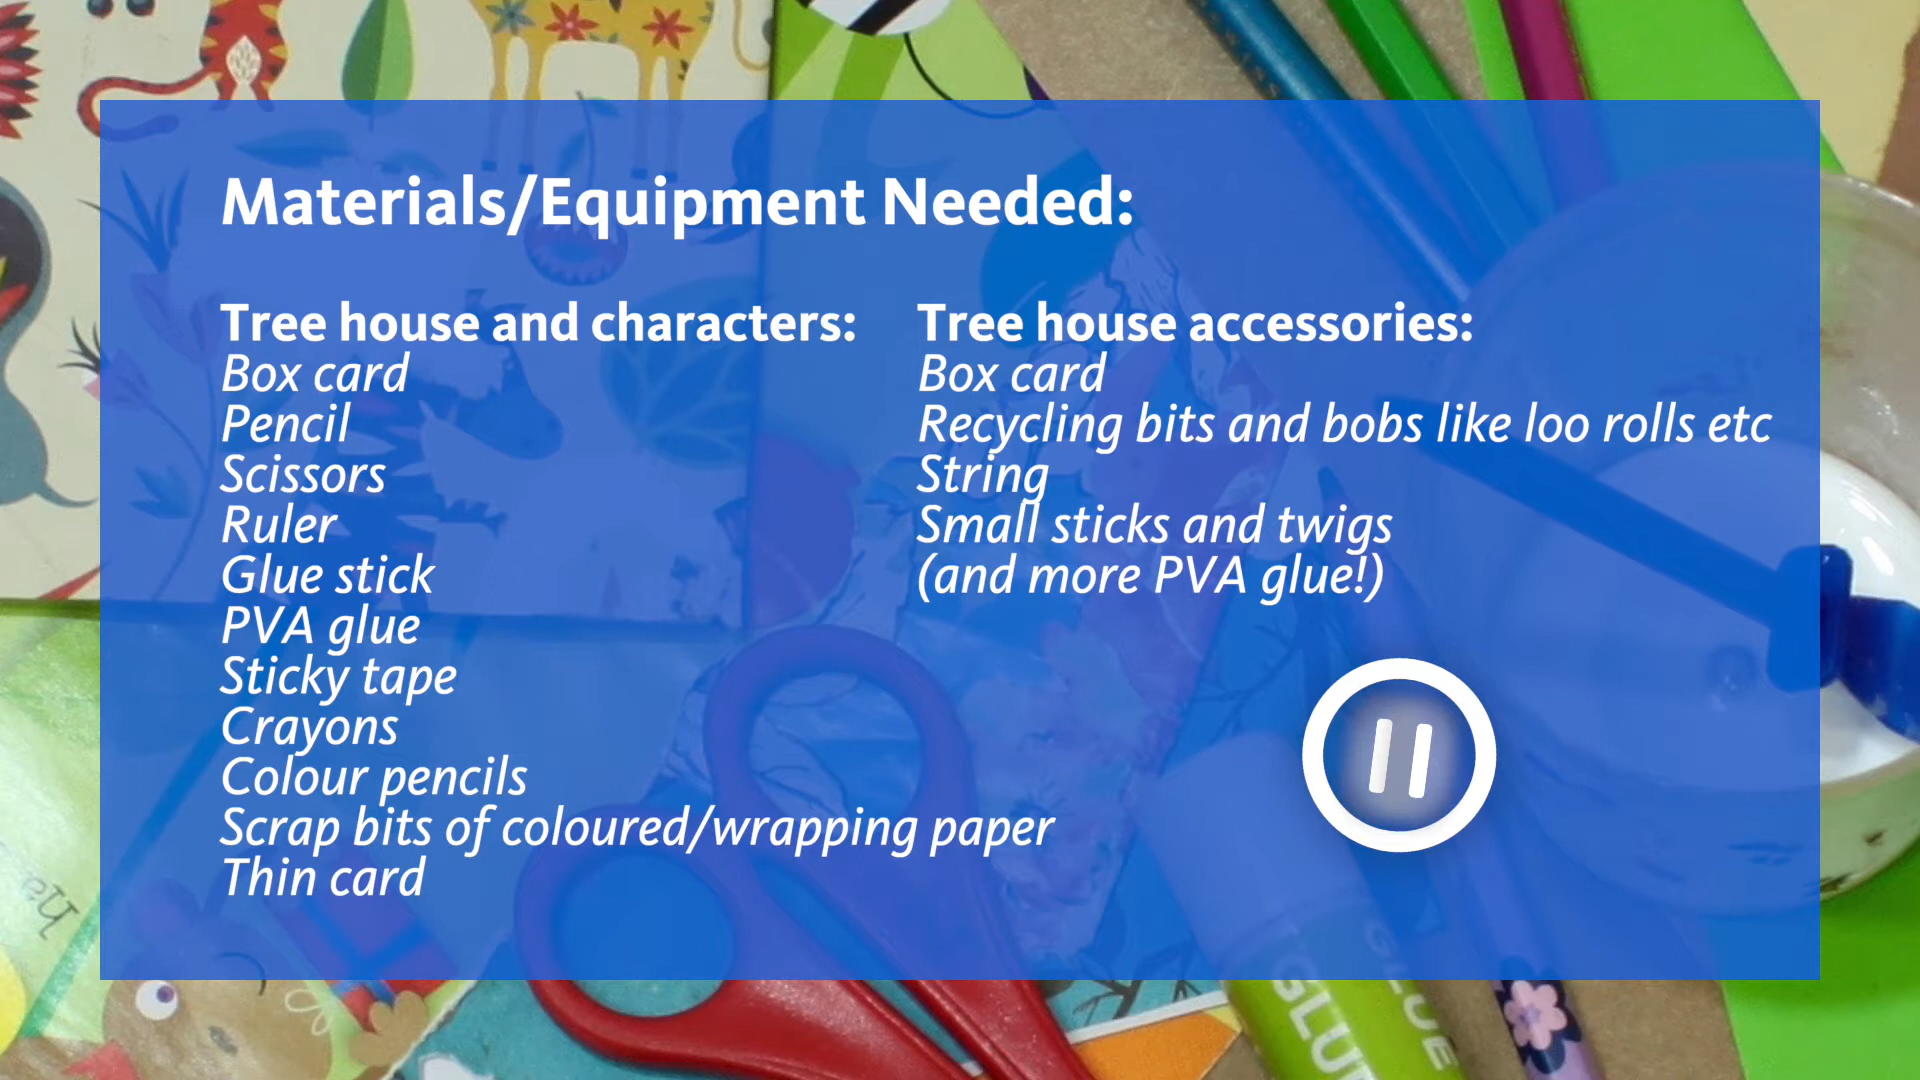 Materials/Equipment Needed:
Tree house and characters:
Box card
Pencil
Scissors
Ruler
Glue stick
PVA glue
Sticky tape
Crayons
Colour pencils
Scrap bits of coloured/wrapping paper
Thin card
Tree house accessories:
Box card
Recycling bits and bobs like loo rolls etc
String
Small sticks and twigs
(and more PVA glue!)
GLUE
GLUE